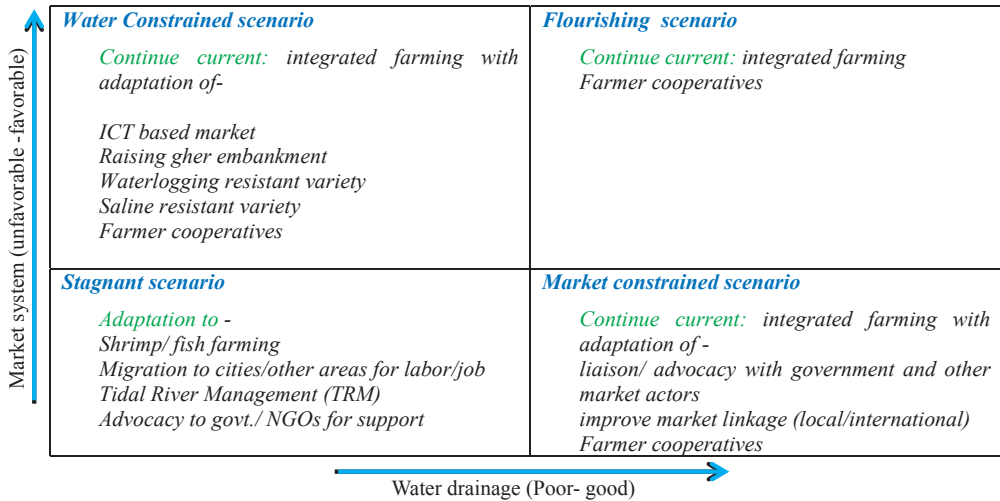 Market system (unfavorable -favorable)
Water Constrained scenario
Continue current: integrated farming with
adaptation of-
ICT based market
Raising gher embankment
Waterlogging resistant variety
Saline resistant variety
Farmer cooperatives
Flourishing scenario
Continue current: integrated farming
Farmer cooperatives
Stagnant scenario
Adaptation to -
Shrimp/ fish farming
Migration to cities/other areas for labor/job
Tidal River Management (TRM)
Advocacy to govt./ NGOs for support
Market constrained scenario
Continue current: integrated farming with
adaptation of -
liaison/ advocacy with government and other
market actors
improve market linkage (local/international)
Farmer cooperatives
Water drainage (Poor- good)